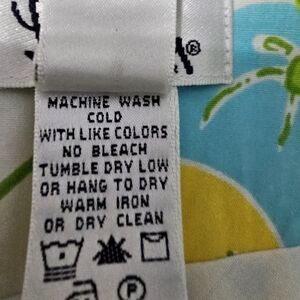 ®
MACHINE WASH
COLD
WITH LIKE COLORS
NO BLEACH
TUMBLE DRY LOW
OR HANG TO DRY
WARM IRON
OR DRY CLEAN